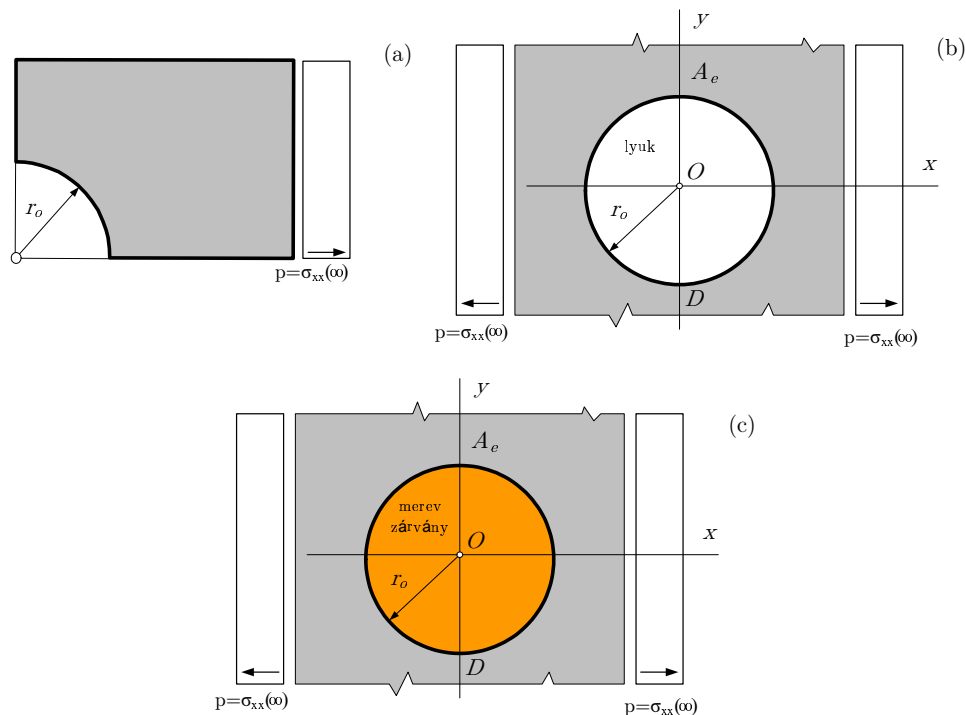 (a)
r_o
p=σ_xx(∞)
y
(b)
A_e
lyuk
O
x
r_o
D
p=σ_xx(∞)
p=σ_xx(∞)
y
(c)
A_e
merev
zárvány
O
x
r_o
D
p=σ_xx(∞)
p=σ_xx(∞)